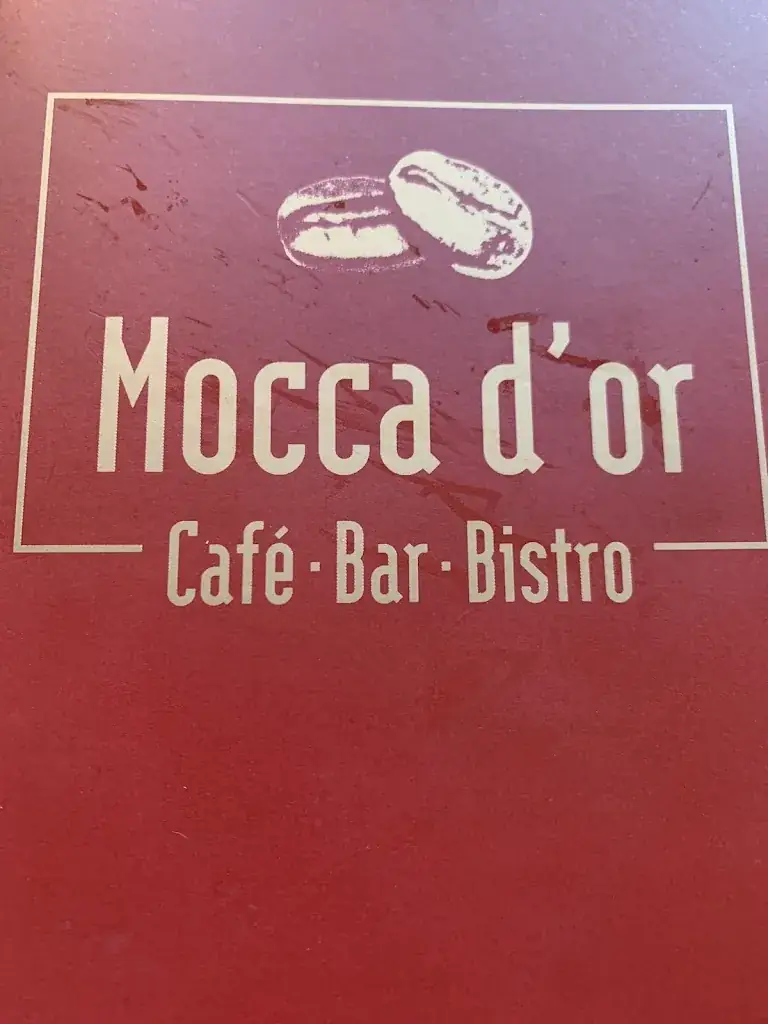 Mocca d'or
Café · Bar · Bistro